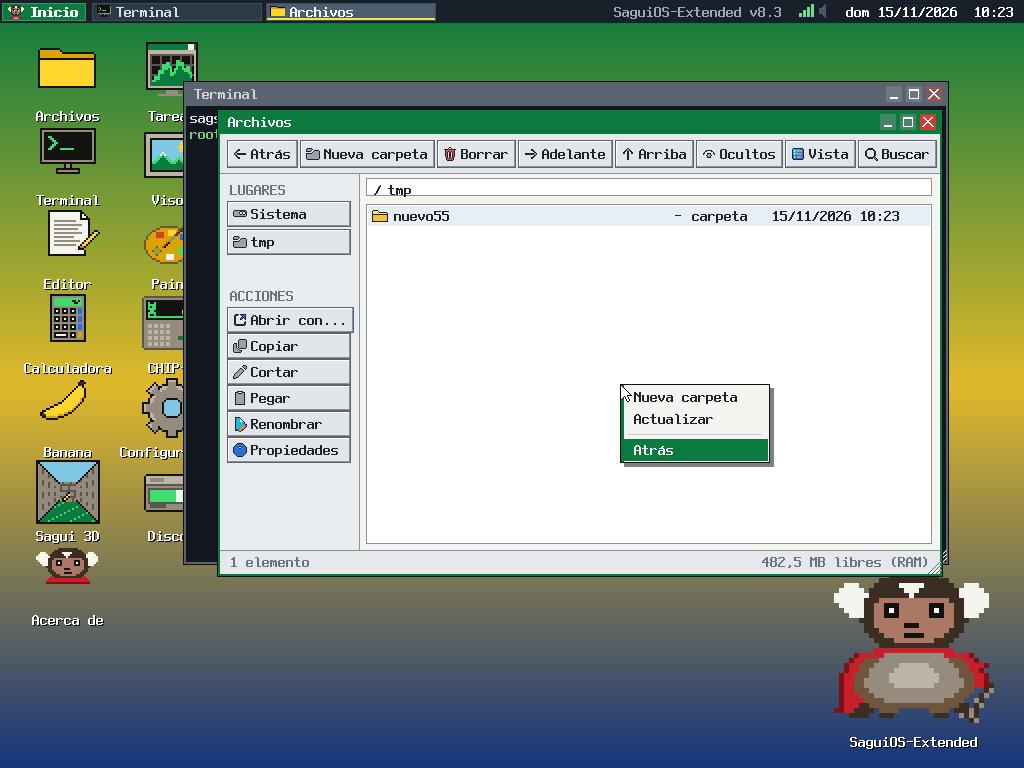 Inicio
Terminal
Archivos
SaguiOS-Extended v8.3
dom 15/11/2026 10:23
Archivos
Terminal
Editor
Calculadora
Banana
Sagui 3D
Acerca de
Tarea
Viso
Pain
CHIP-
Configur
Disco
Terminal
sags
root
Archivos
Atrás
Nueva carpeta
Borrar
Adelante
Arriba
Ocultos
Vista
Buscar
LUGARES
Sistema
tmp
ACCIONES
Abrir con...
Copiar
Cortar
Pegar
Renombrar
Propiedades
/ tmp
nuevo55 - carpeta 15/11/2026 10:23
Nueva carpeta
Actualizar
Atrás
1 elemento
482,5 MB libres (RAM)
SaguiOS-Extended